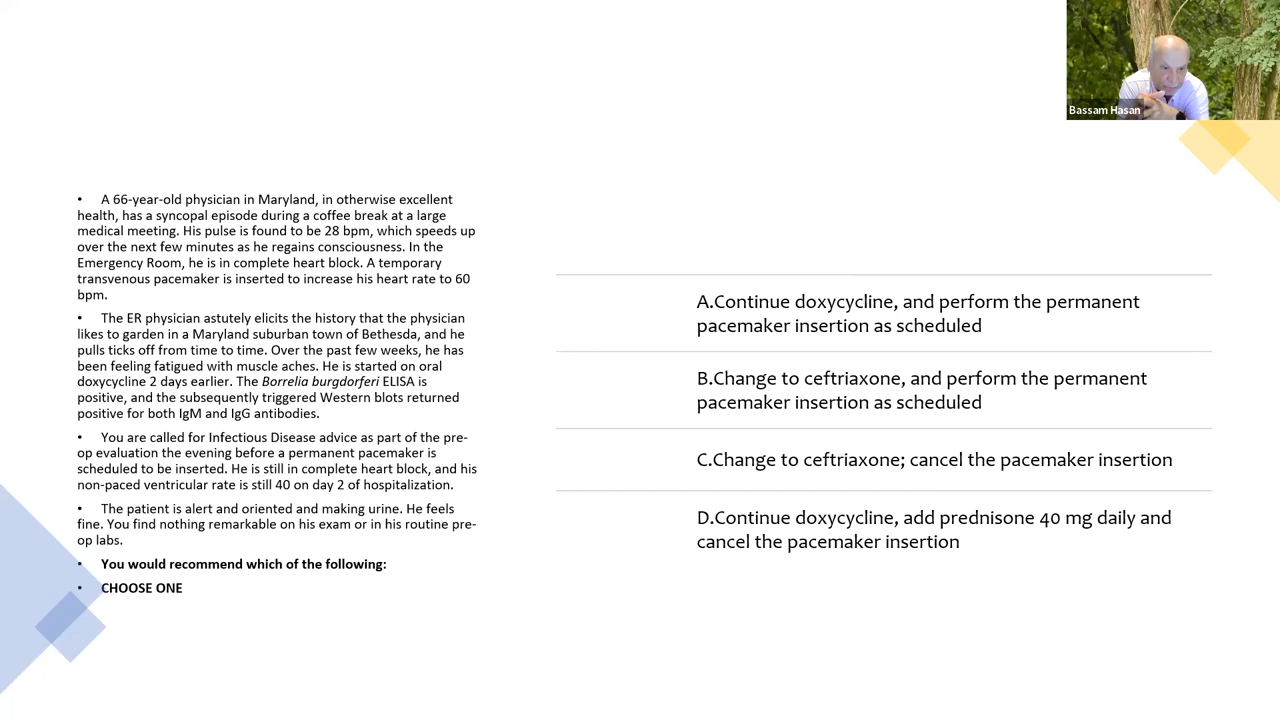 Bassam Hasan
• A 66-year-old physician in Maryland, in otherwise excellent
health, has a syncopal episode during a coffee break at a large
medical meeting. His pulse is found to be 28 bpm, which speeds up
over the next few minutes as he regains consciousness. In the
Emergency Room, he is in complete heart block. A temporary
transvenous pacemaker is inserted to increase his heart rate to 60
bpm.
• The ER physician astutely elicits the history that the physician
likes to garden in a Maryland suburban town of Bethesda, and he
pulls ticks off from time to time. Over the past few weeks, he has
been feeling fatigued with muscle aches. He is started on oral
doxycycline 2 days earlier. The Borrelia burgdorferi ELISA is
positive, and the subsequently triggered Western blots returned
positive for both IgM and IgG antibodies.
• You are called for Infectious Disease advice as part of the pre-
op evaluation the evening before a permanent pacemaker is
scheduled to be inserted. He is still in complete heart block, and his
non-paced ventricular rate is still 40 on day 2 of hospitalization.
• The patient is alert and oriented and making urine. He feels
fine. You find nothing remarkable on his exam or in his routine pre-
op labs.
• You would recommend which of the following:
• CHOOSE ONE
A.Continue doxycycline, and perform the permanent
pacemaker insertion as scheduled
B.Change to ceftriaxone, and perform the permanent
pacemaker insertion as scheduled
C.Change to ceftriaxone; cancel the pacemaker insertion
D.Continue doxycycline, add prednisone 40 mg daily and
cancel the pacemaker insertion